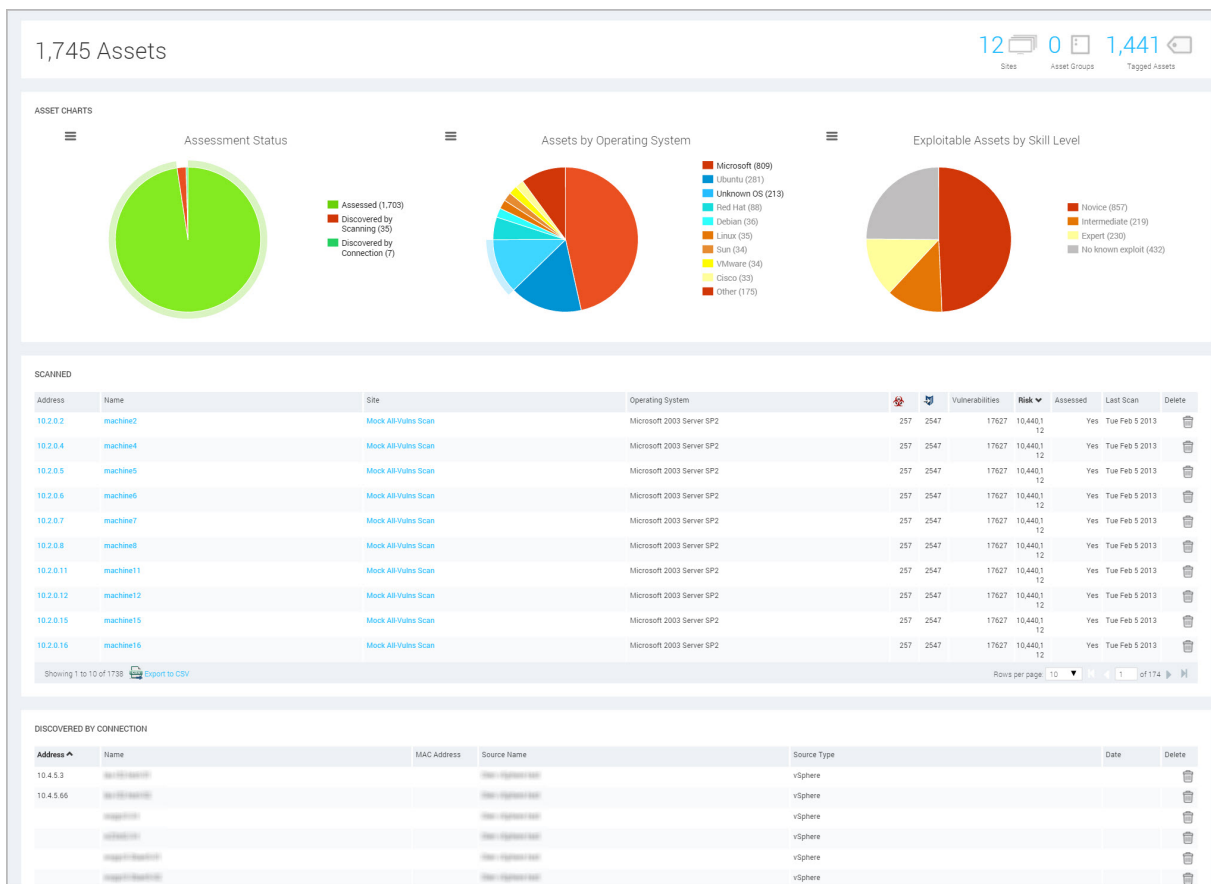 1,745 Assets
12
Sites
0
Asset Groups
1,441
Tagged Assets
ASSET CHARTS
Assessment Status
Assessed (1,703)
Discovered by
Scanning (35)
Discovered by
Connection (7)
Assets by Operating System
Microsoft (809)
Ubuntu (281)
Unknown OS (213)
Red Hat (88)
Debian (36)
Linux (35)
Sun (34)
VMware (34)
Cisco (33)
Other (175)
Exploitable Assets by Skill Level
Novice (857)
Intermediate (219)
Expert (230)
No known exploit (432)
SCANNED
Address Name Site Operating System Vulnerabilities Risk Assessed Last Scan Delete
10.2.0.2 machine2 Mock All-Vulns Scan Microsoft 2003 Server SP2 257 2547 17627 10,440,1 Yes Tue Feb 5 2013
12
10.2.0.4 machine4 Mock All-Vulns Scan Microsoft 2003 Server SP2 257 2547 17627 10,440,1 Yes Tue Feb 5 2013
12
10.2.0.5 machine5 Mock All-Vulns Scan Microsoft 2003 Server SP2 257 2547 17627 10,440,1 Yes Tue Feb 5 2013
12
10.2.0.6 machine6 Mock All-Vulns Scan Microsoft 2003 Server SP2 257 2547 17627 10,440,1 Yes Tue Feb 5 2013
12
10.2.0.7 machine7 Mock All-Vulns Scan Microsoft 2003 Server SP2 257 2547 17627 10,440,1 Yes Tue Feb 5 2013
12
10.2.0.8 machine8 Mock All-Vulns Scan Microsoft 2003 Server SP2 257 2547 17627 10,440,1 Yes Tue Feb 5 2013
12
10.2.0.11 machine11 Mock All-Vulns Scan Microsoft 2003 Server SP2 257 2547 17627 10,440,1 Yes Tue Feb 5 2013
12
10.2.0.12 machine12 Mock All-Vulns Scan Microsoft 2003 Server SP2 257 2547 17627 10,440,1 Yes Tue Feb 5 2013
12
10.2.0.15 machine15 Mock All-Vulns Scan Microsoft 2003 Server SP2 257 2547 17627 10,440,1 Yes Tue Feb 5 2013
12
10.2.0.16 machine16 Mock All-Vulns Scan Microsoft 2003 Server SP2 257 2547 17627 10,440,1 Yes Tue Feb 5 2013
12
Showing 1 to 10 of 1738 Export to CSV Rows per page: 10 1 of 174
DISCOVERED BY CONNECTION
Address Name MAC Address Source Name Source Type Date Delete
10.4.5.3 vSphere
10.4.5.66 vSphere
vSphere
vSphere
vSphere
vSphere